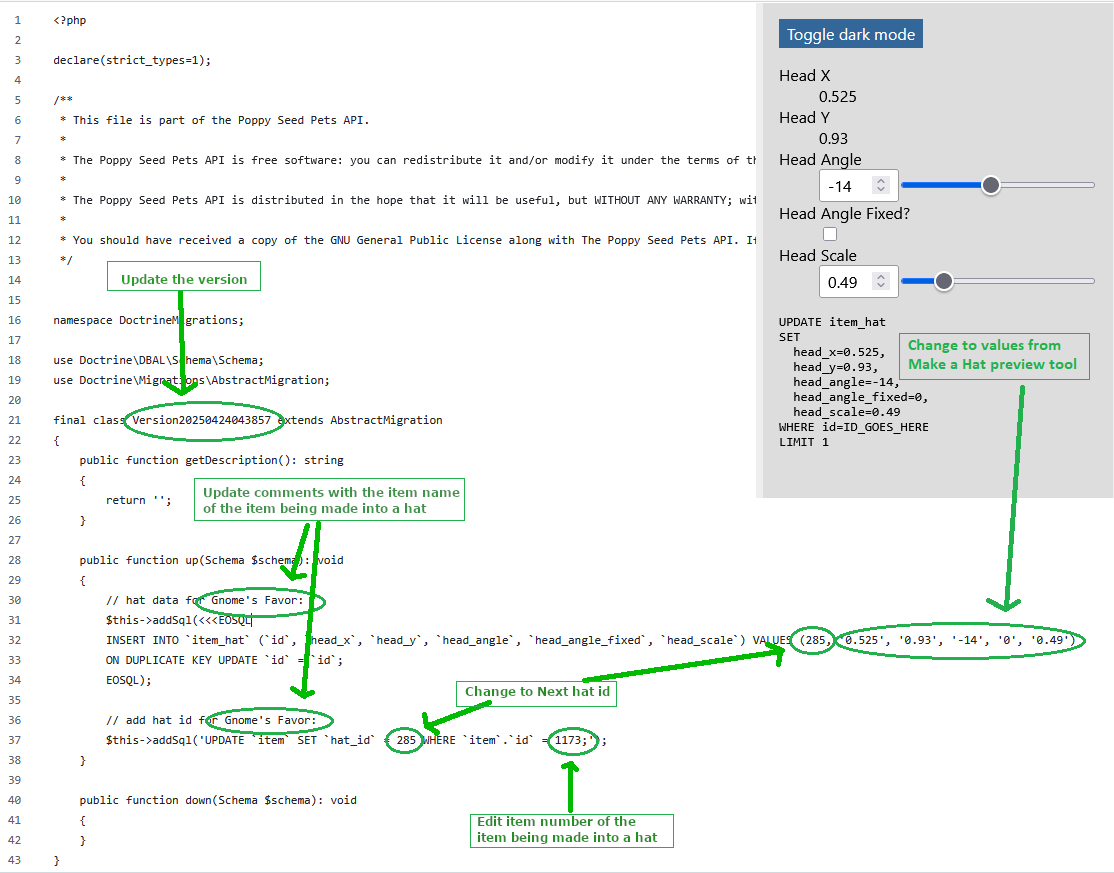 1 <?php
2
3 declare(strict_types=1);
4
5 /**
6 * This file is part of the Poppy Seed Pets API.
7 *
8 * The Poppy Seed Pets API is free software: you can redistribute it and/or modify it under the terms of th
9 *
10 * The Poppy Seed Pets API is distributed in the hope that it will be useful, but WITHOUT ANY WARRANTY; wit
11 *
12 * You should have received a copy of the GNU General Public License along with The Poppy Seed Pets API. If
13 */
14
15
16 namespace DoctrineMigrations;
17
18 use Doctrine\DBAL\Schema\Schema;
19 use Doctrine\Migrations\AbstractMigration;
20
21 final class Version20250424043857 extends AbstractMigration
22 {
23 public function getDescription(): string
24 {
25 return '';
26 }
27
28 public function up(Schema $schema): void
29 {
30 // hat data for Gnome's Favor:
31 $this->addSql(<<<EOSQL
32 INSERT INTO `item_hat` (`id`, `head_x`, `head_y`, `head_angle`, `head_angle_fixed`, `head_scale`) VALUES (285, '0.525', '0.93', '-14', '0', '0.49')
33 ON DUPLICATE KEY UPDATE `id` = `id`;
34 EOSQL);
35
36 // add hat id for Gnome's Favor:
37 $this->addSql('UPDATE `item` SET `hat_id` = 285 WHERE `item`.`id` = 1173;');
38 }
39
40 public function down(Schema $schema): void
41 {
42 }
43 }
Update the version
Update comments with the item name
of the item being made into a hat
Change to Next hat id
Edit item number of the
item being made into a hat
Toggle dark mode
Head X
0.525
Head Y
0.93
Head Angle
-14
Head Angle Fixed?
Head Scale
0.49
UPDATE item_hat
SET
head_x=0.525,
head_y=0.93,
head_angle=-14,
head_angle_fixed=0,
head_scale=0.49
WHERE id=ID_GOES_HERE
LIMIT 1
Change to values from
Make a Hat preview tool